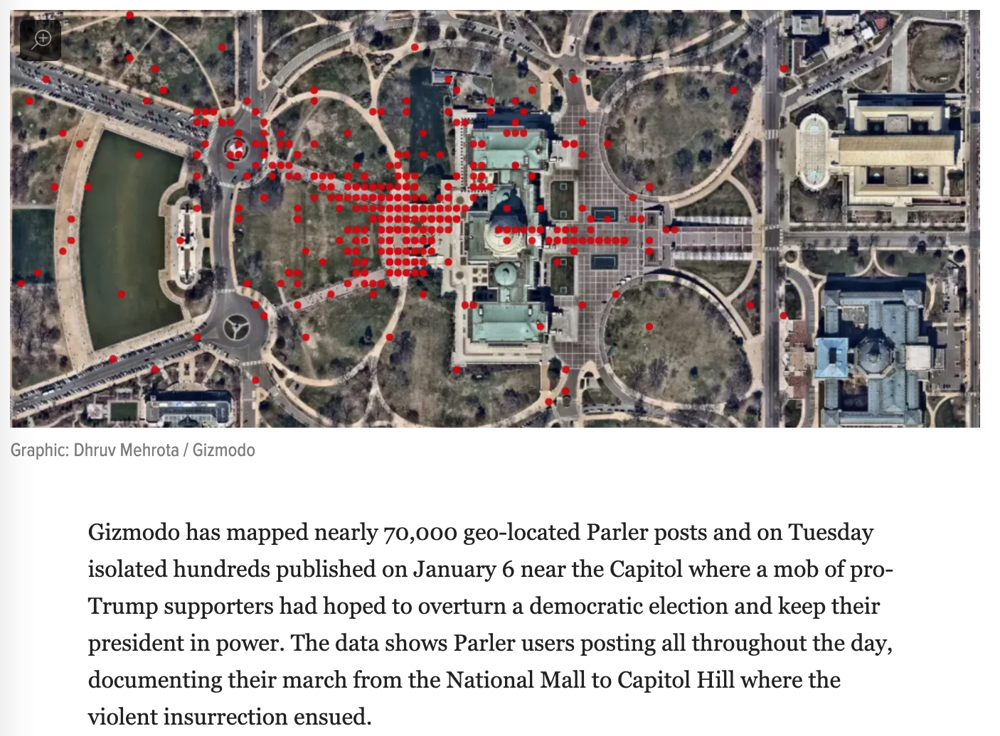 Graphic: Dhruv Mehrota / Gizmodo
Gizmodo has mapped nearly 70,000 geo-located Parler posts and on Tuesday
isolated hundreds published on January 6 near the Capitol where a mob of pro-
Trump supporters had hoped to overturn a democratic election and keep their
president in power. The data shows Parler users posting all throughout the day,
documenting their march from the National Mall to Capitol Hill where the
violent insurrection ensued.